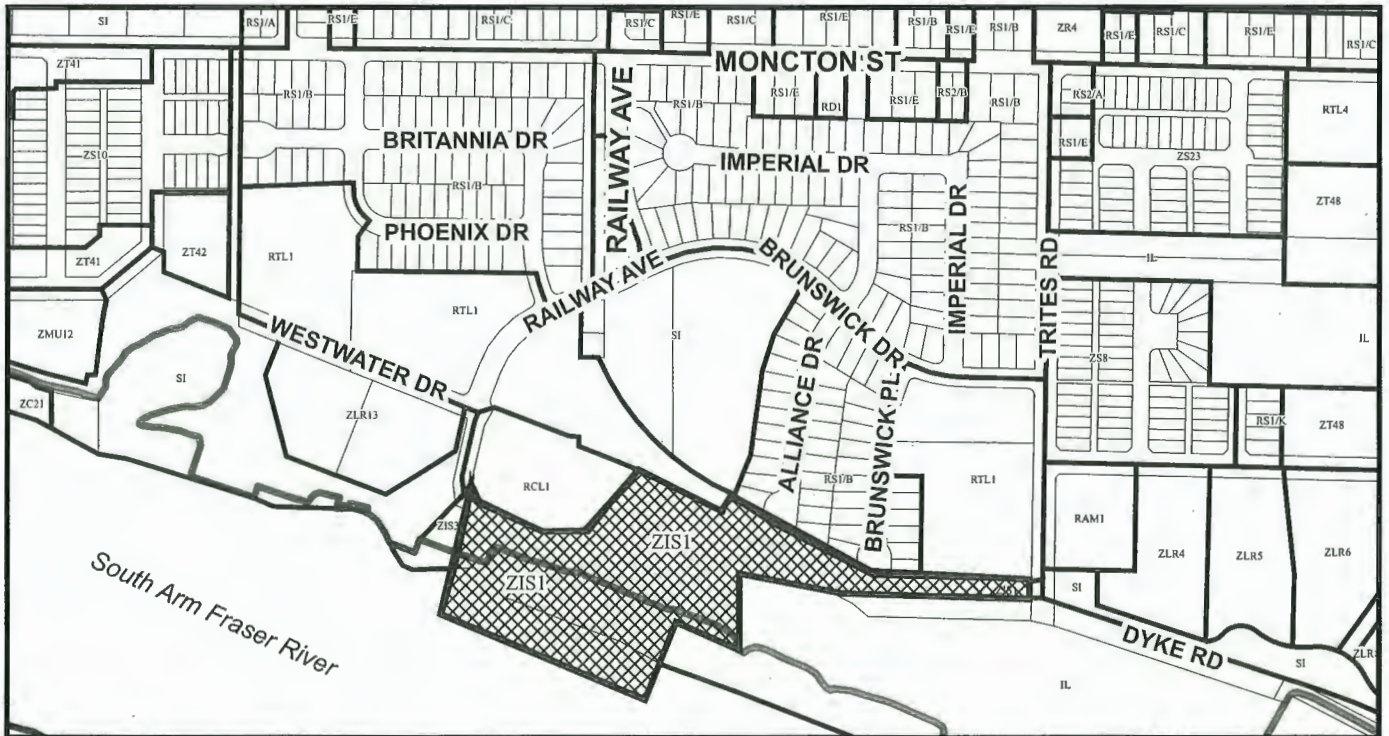 SI
RS1/A
RS1/E
RS1/C
RS1/C
RS1/E
RS1/C
RS1/E
RS1/B
RS1/E
RS1/B
ZR4
RS1/E
RS1/C
RS1/E
RS1/C
ZT41
MONCTON ST
RS1/B
RS1/B
RS1/E
RD1
RS1/E
RS2/B
RS1/B
RS2/A
RTL4
BRITANNIA DR
RAILWAY AVE
IMPERIAL DR
RS1/E
ZS10
ZS23
RS1/B
RS1/B
IMPERIAL DR
ZT48
PHOENIX DR
ZT41
ZT42
RTL1
RTL1
RAILWAY AVE
BRUNSWICK DR
TRITES RD
IL
ZMU12
WESTWATER DR
SI
SI
ALLIANCE DR
BRUNSWICK PL
ZS8
IL
ZC21
ZLR13
RS1/K
ZT48
RCL1
RS1/B
RTL1
RAM1
ZLR4
ZLR5
ZLR6
ZIS3
ZIS1
ZIS1
SI
DYKE RD
SI
South Arm Fraser River
IL